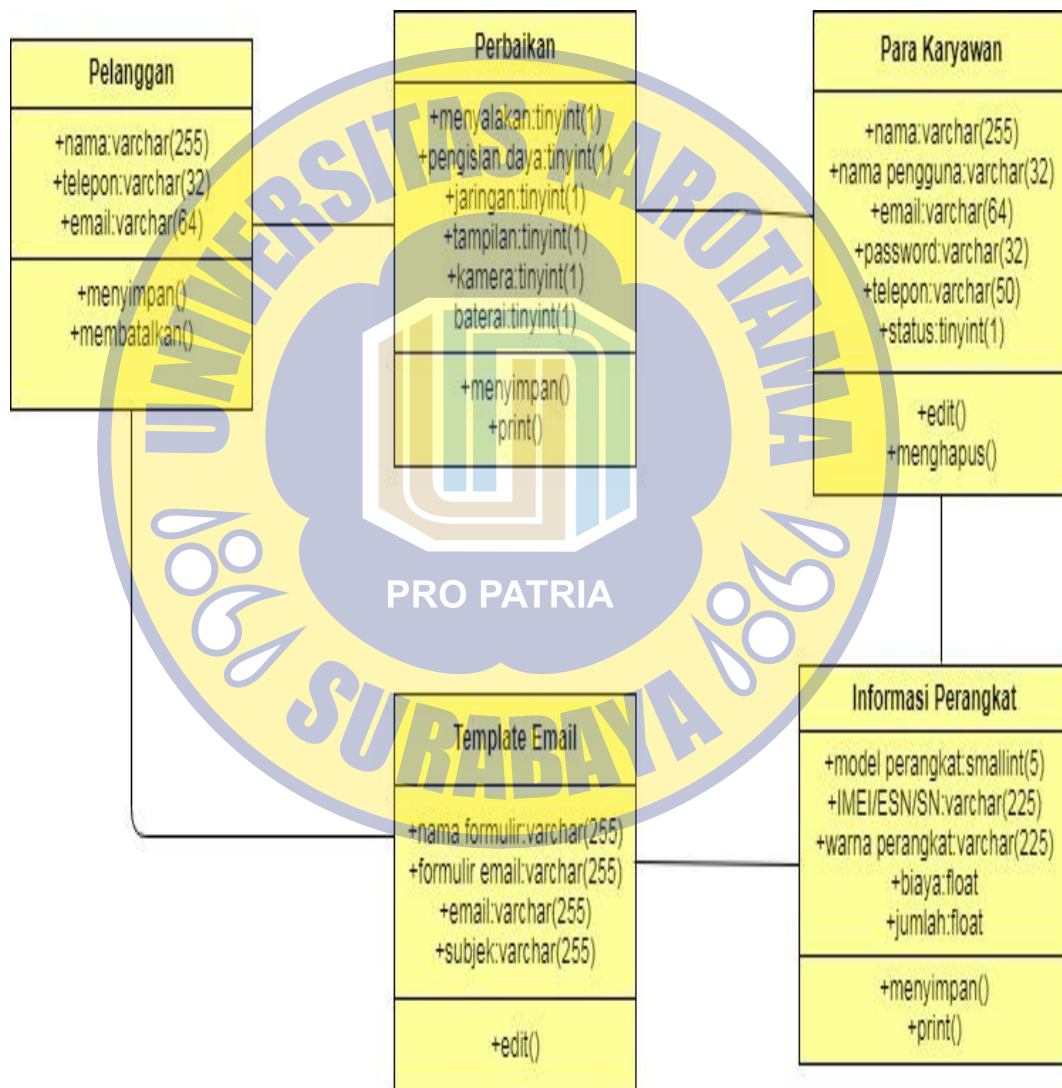 Pelanggan
+nama:varchar(255)
+telepon:varchar(32)
+email:varchar(64)
+menyimpan()
+membatalkan()
Perbaikan
+menyalakan:tinyint(1)
+pengisian daya:tinyint(1)
+jaringan:tinyint(1)
+tampilan:tinyint(1)
+kamera:tinyint(1)
baterai:tinyint(1)
+menyimpan()
+print()
Para Karyawan
+nama:varchar(255)
+nama pengguna:varchar(32)
+email:varchar(64)
+password:varchar(32)
+telepon:varchar(50)
+status:tinyint(1)
+edit()
+menghapus()
Template Email
+nama formulir:varchar(255)
+formulir email:varchar(255)
+email:varchar(255)
+subjek:varchar(255)
+edit()
Informasi Perangkat
+model perangkat:smallint(5)
+IMEI/ESN/SN:varchar(225)
+warna perangkat:varchar(225)
+biaya:float
+jumlah:float
+menyimpan()
+print()
UNIVERSITAS NAROTAMA
PRO PATRIA
SURABAYA